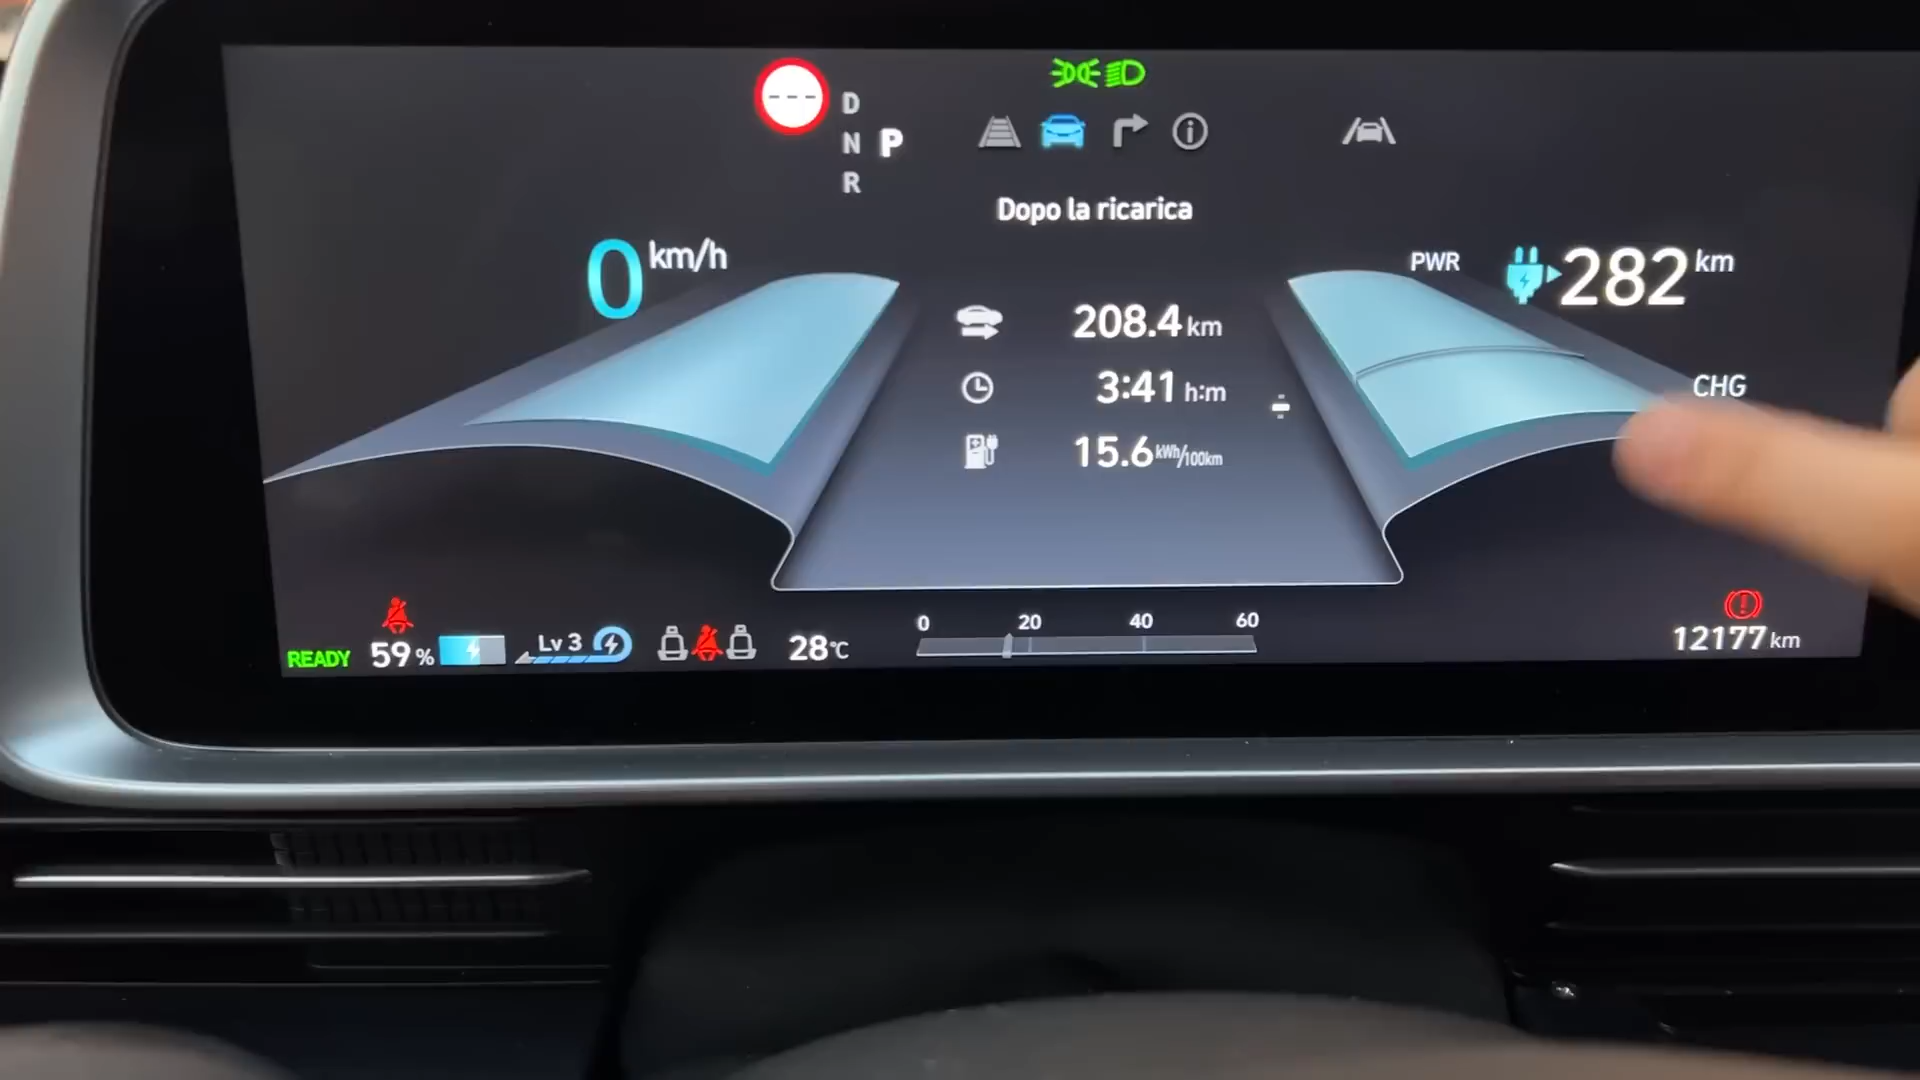 D
N P
R
Dopo la ricarica
0 km/h
PWR
282 km
208.4 km
CHG
3:41 h:m
15.6 kWh/100km
0 20 40 60
READY 59 % Lv 3 28°C
12177 km